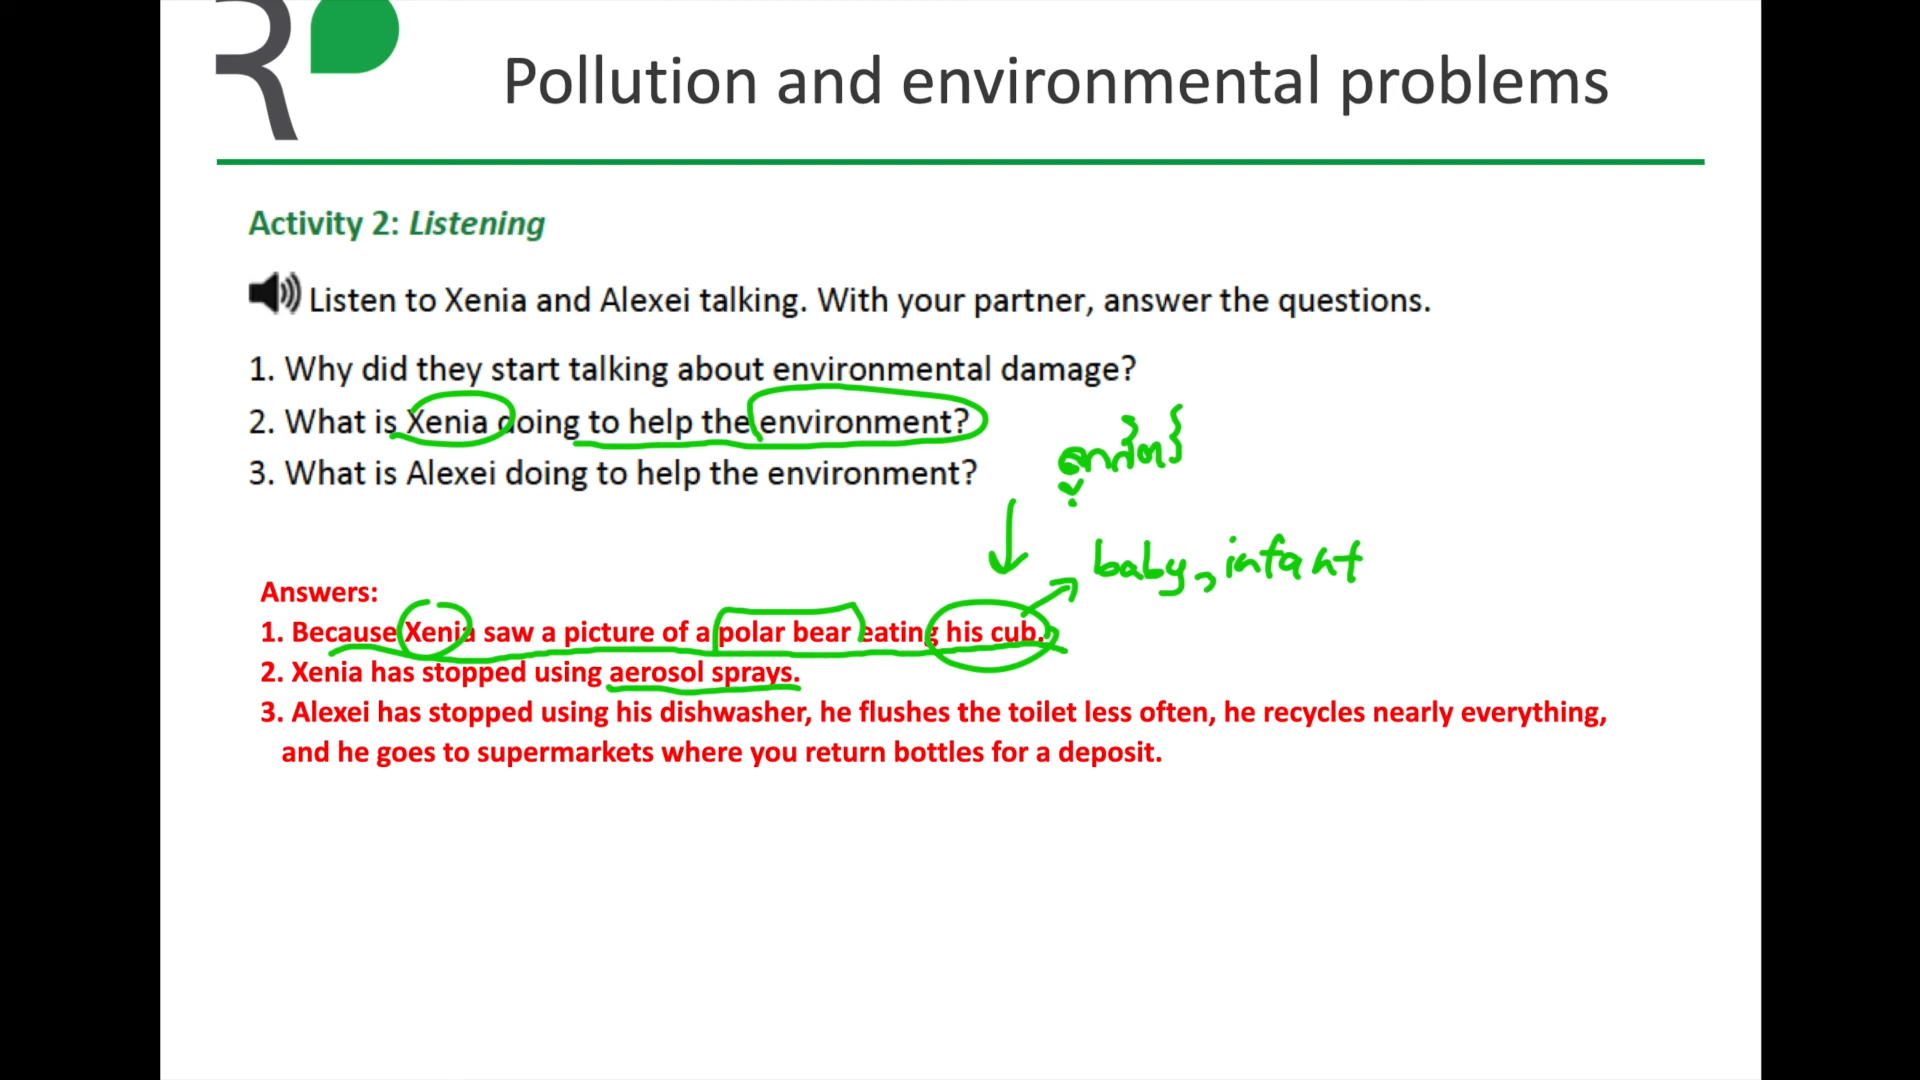 Pollution and environmental problems
Activity 2: Listening
Listen to Xenia and Alexei talking. With your partner, answer the questions.
1. Why did they start talking about environmental damage?
2. What is Xenia doing to help the environment?
3. What is Alexei doing to help the environment?
baby, infant
Answers:
1. Because Xenia saw a picture of a polar bear eating his cub.
2. Xenia has stopped using aerosol sprays.
3. Alexei has stopped using his dishwasher, he flushes the toilet less often, he recycles nearly everything,
and he goes to supermarkets where you return bottles for a deposit.